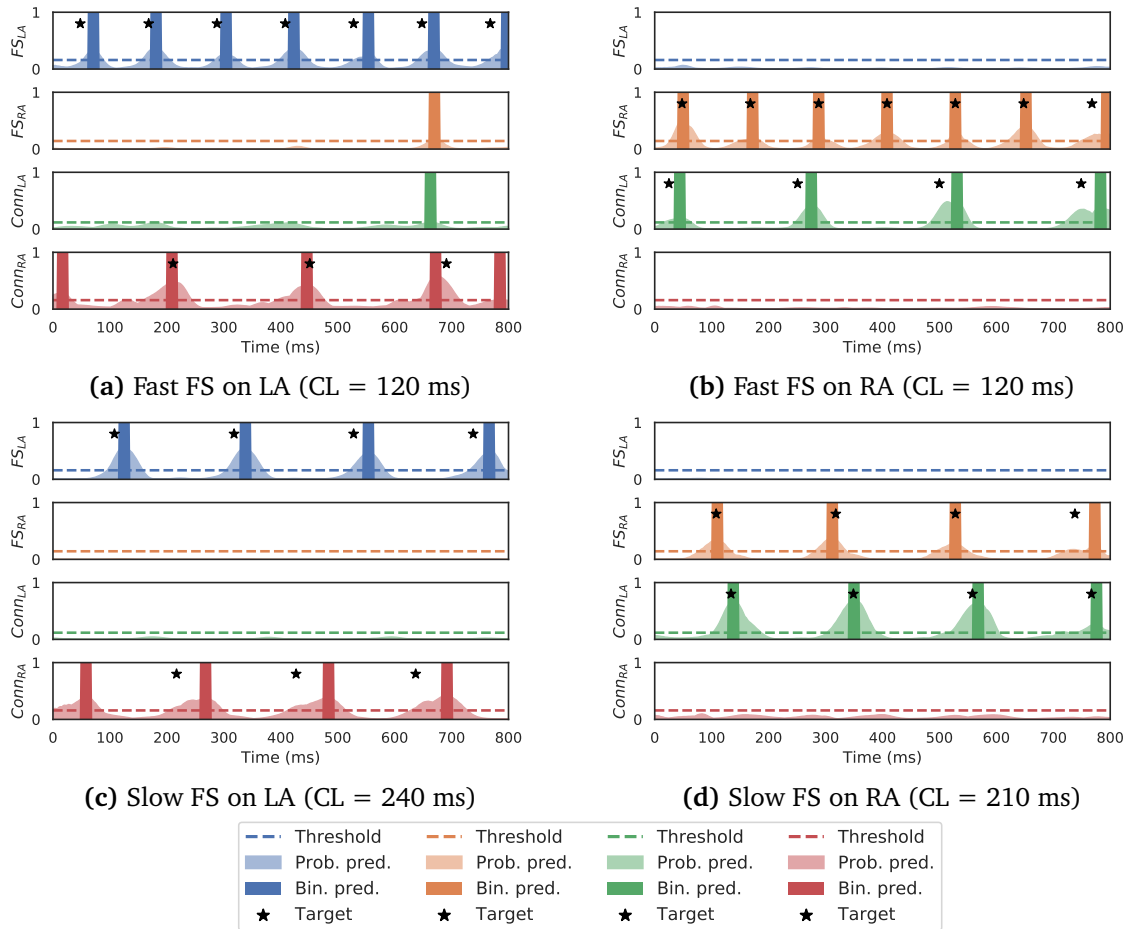 1
FS_LA
0
1
FS_RA
0
1
Conn_LA
0
1
Conn_RA
0
0 100 200 300 400 500 600 700 800
Time (ms)
(a) Fast FS on LA (CL = 120 ms)
1
FS_LA
0
1
FS_RA
0
1
Conn_LA
0
1
Conn_RA
0
0 100 200 300 400 500 600 700 800
Time (ms)
(b) Fast FS on RA (CL = 120 ms)
1
FS_LA
0
1
FS_RA
0
1
Conn_LA
0
1
Conn_RA
0
0 100 200 300 400 500 600 700 800
Time (ms)
(c) Slow FS on LA (CL = 240 ms)
1
FS_LA
0
1
FS_RA
0
1
Conn_LA
0
1
Conn_RA
0
0 100 200 300 400 500 600 700 800
Time (ms)
(d) Slow FS on RA (CL = 210 ms)
Threshold Threshold Threshold Threshold
Prob. pred. Prob. pred. Prob. pred. Prob. pred.
Bin. pred. Bin. pred. Bin. pred. Bin. pred.
Target Target Target Target